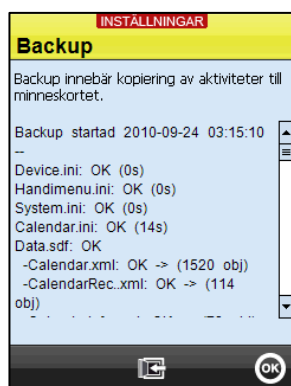 INSTÄLLNINGAR
Backup
Backup innebär kopiering av aktiviteter till
minneskortet.
Backup startad 2010-09-24 03:15:10
--
Device.ini: OK (0s)
Handimenu.ini: OK (0s)
System.ini: OK (0s)
Calendar.ini: OK (14s)
Data.sdf: OK
-Calendar.xml: OK -> (1520 obj)
-CalendarRec..xml: OK -> (114
obj)
OK